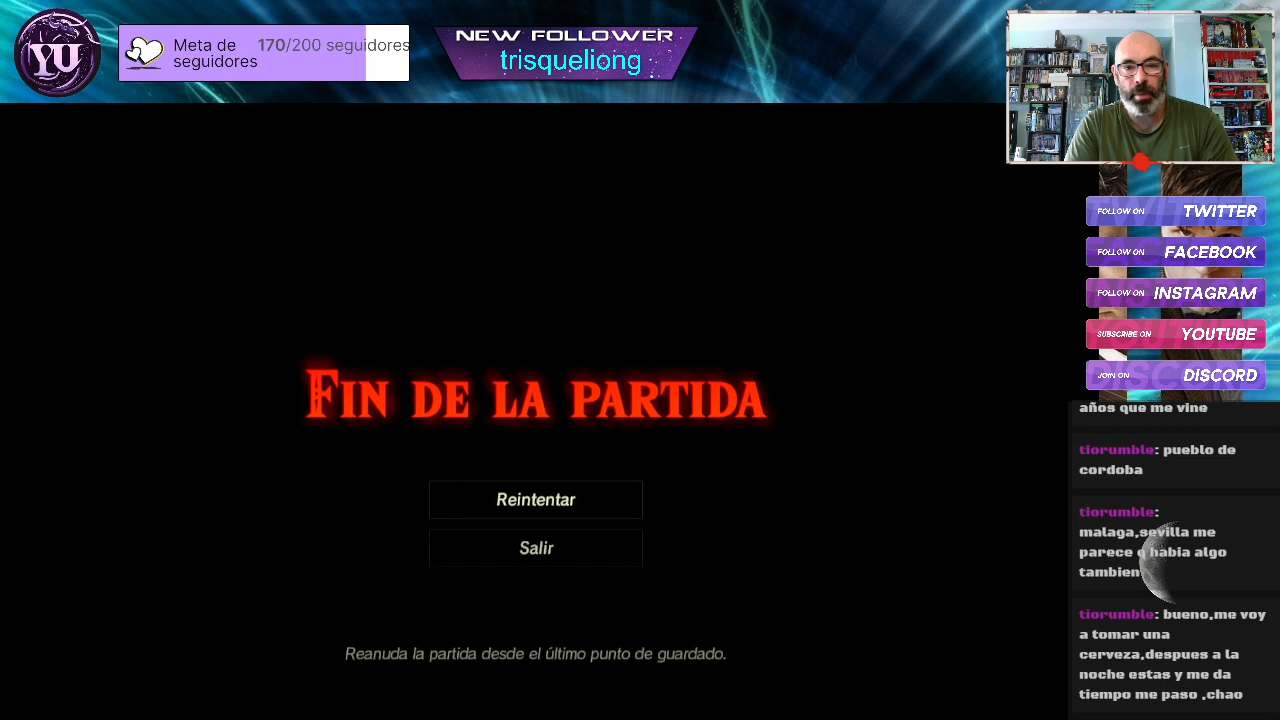 YU
Meta de seguidores
170/200 seguidores
NEW FOLLOWER
trisqueliong
FOLLOW ON TWITTER
FOLLOW ON FACEBOOK
FOLLOW ON INSTAGRAM
SUBSCRIBE ON YOUTUBE
JOIN ON DISCORD
FIN DE LA PARTIDA
Reintentar
Salir
Reanuda la partida desde el último punto de guardado.
años que me vine
tiorumble: pueblo de
cordoba
tiorumble:
malaga,sevilla me
parece q habia algo
tambien
tiorumble: bueno,me voy
a tomar una
cerveza,despues a la
noche estas y me da
tiempo me paso ,chao